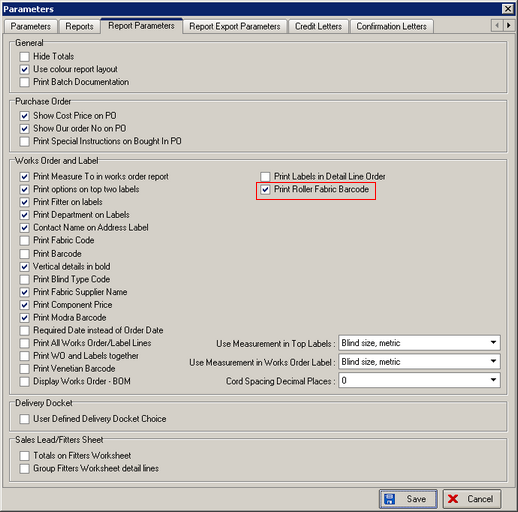 Parameters
Parameters Reports Report Parameters Report Export Parameters Credit Letters Confirmation Letters
General
Hide Totals
Use colour report layout
Print Batch Documentation
Purchase Order
Show Cost Price on PO
Show Our order No on PO
Print Special Instructions on Bought In PO
Works Order and Label
Print Measure To in works order report Print Labels in Detail Line Order
Print options on top two labels Print Roller Fabric Barcode
Print Fitter on labels
Print Department on Labels
Contact Name on Address Label
Print Fabric Code
Print Barcode
Vertical details in bold
Print Blind Type Code
Print Fabric Supplier Name
Print Component Price
Print Modra Barcode
Required Date instead of Order Date
Print All Works Order/Label Lines Use Measurement in Top Labels : Blind size, metric
Print WO and Labels together
Use Measurement in Works Order Label : Blind size, metric
Print Venetian Barcode
Display Works Order - BOM Cord Spacing Decimal Places : 0
Delivery Docket
User Defined Delivery Docket Choice
Sales Lead/Fitters Sheet
Totals on Fitters Worksheet
Group Fitters Worksheet detail lines
Save Cancel